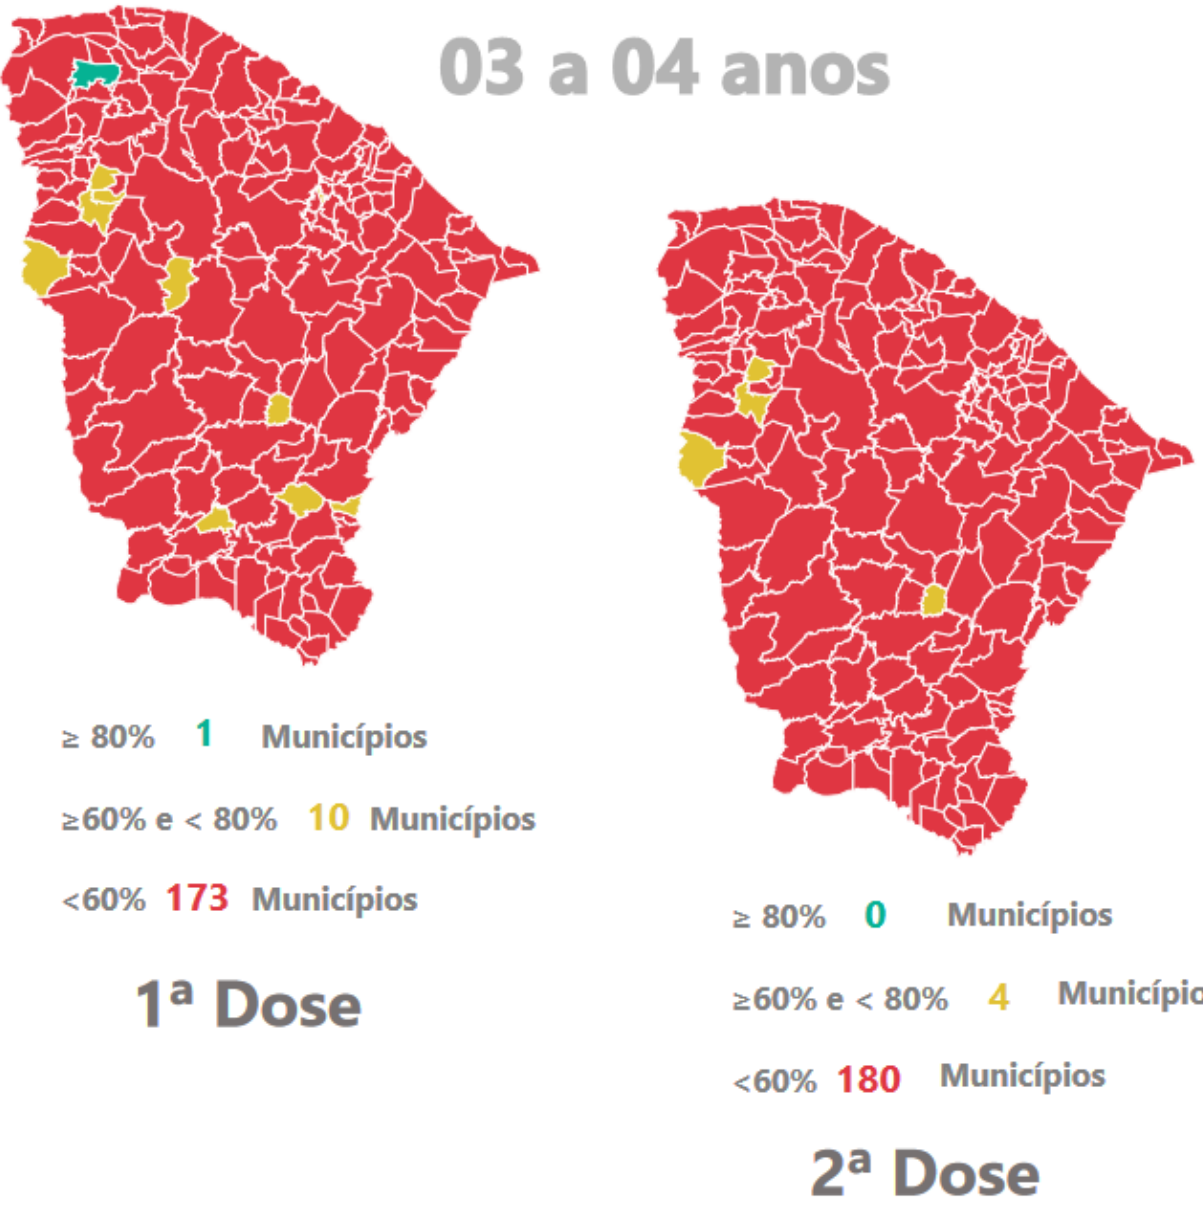 03 a 04 anos
≥ 80% 1 Municípios
≥60% e < 80% 10 Municípios
<60% 173 Municípios
1ª Dose
≥ 80% 0 Municípios
≥60% e < 80% 4 Município
<60% 180 Municípios
2ª Dose